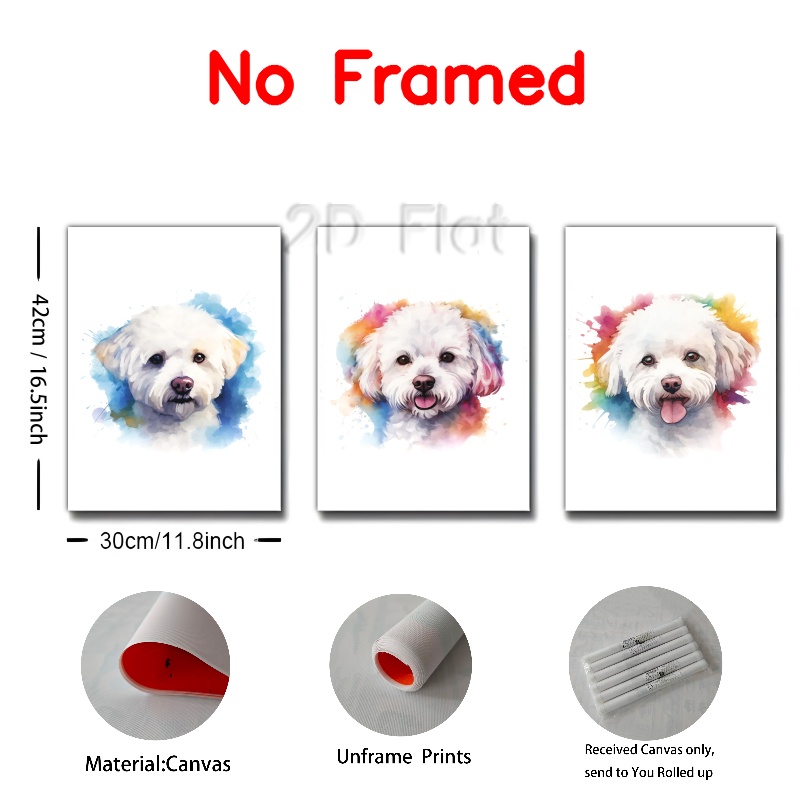 No Framed
2D Flat
42cm / 16.5inch
30cm/11.8inch
Material:Canvas
Unframe Prints
Received Canvas only,
send to You Rolled up